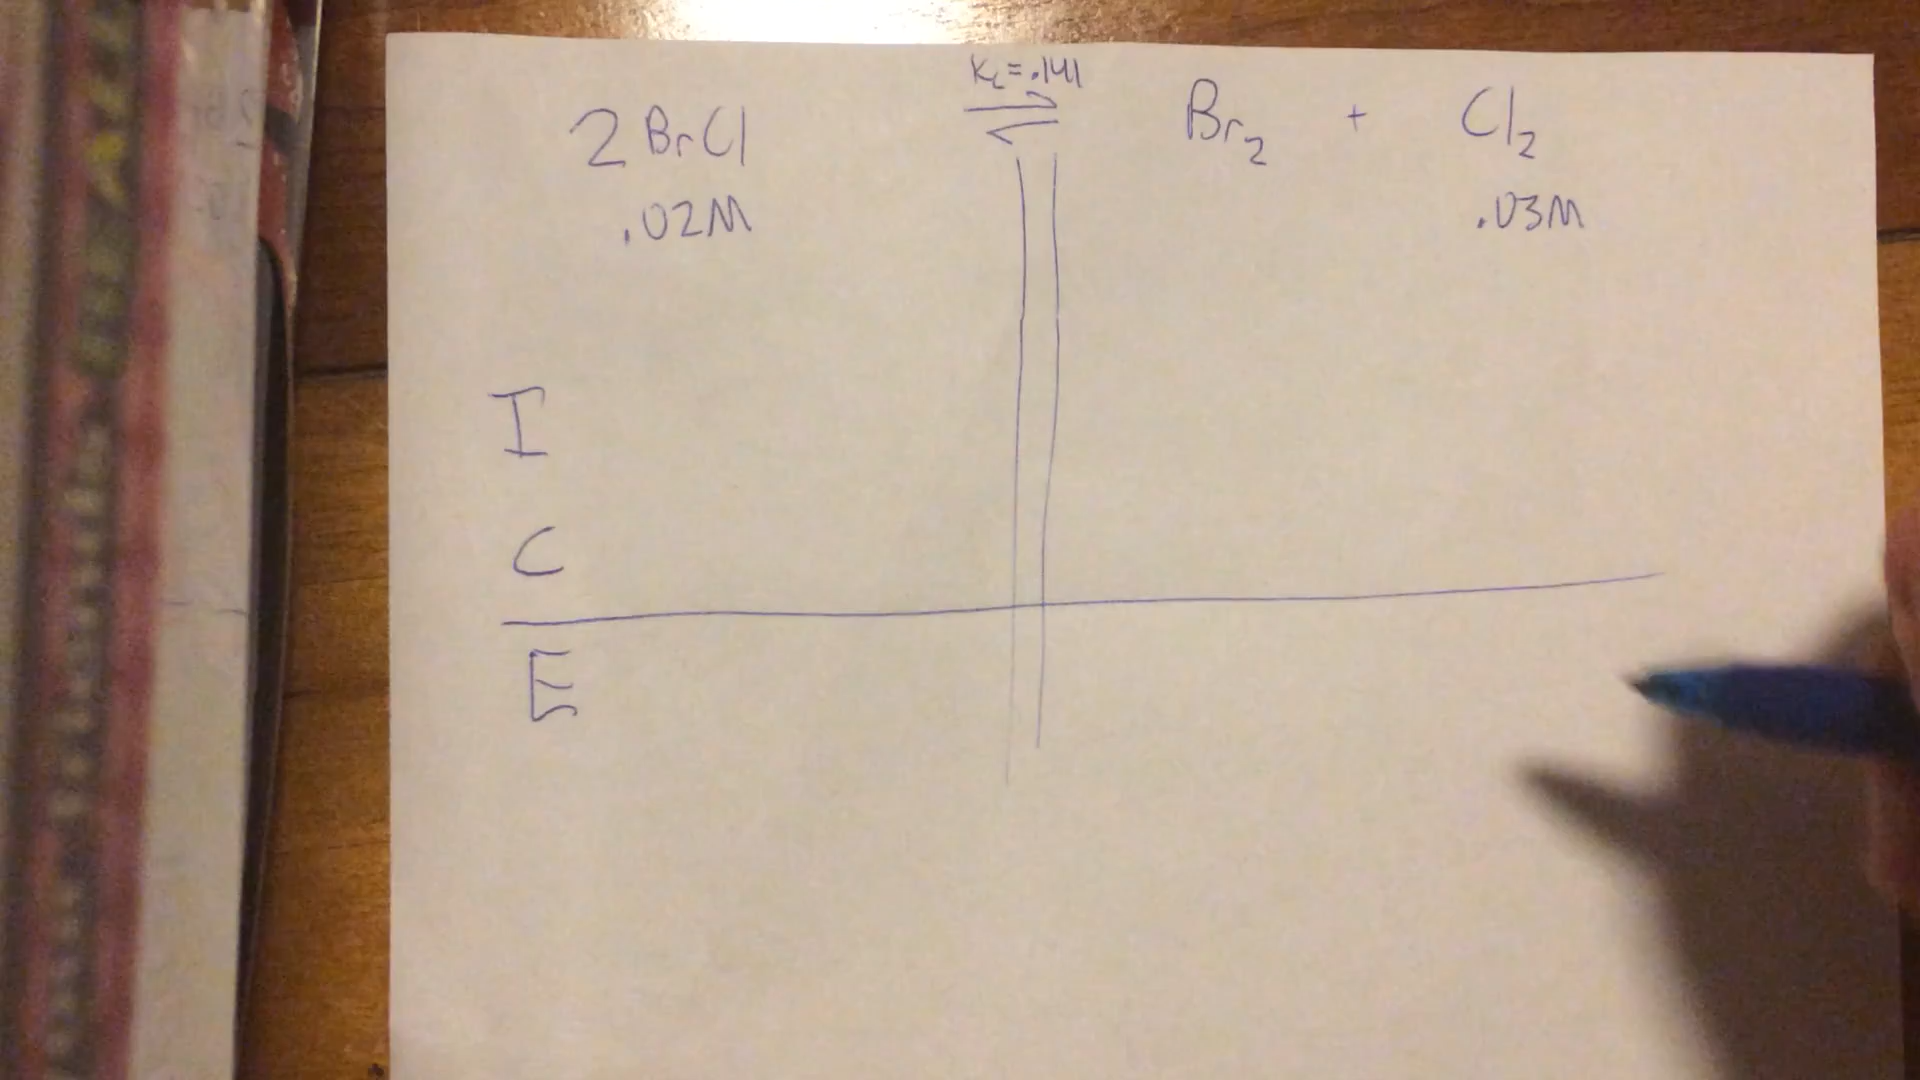 Kc=.141
2BrCl ⇌ Br2 + Cl2
.02M .03M
I
C
E